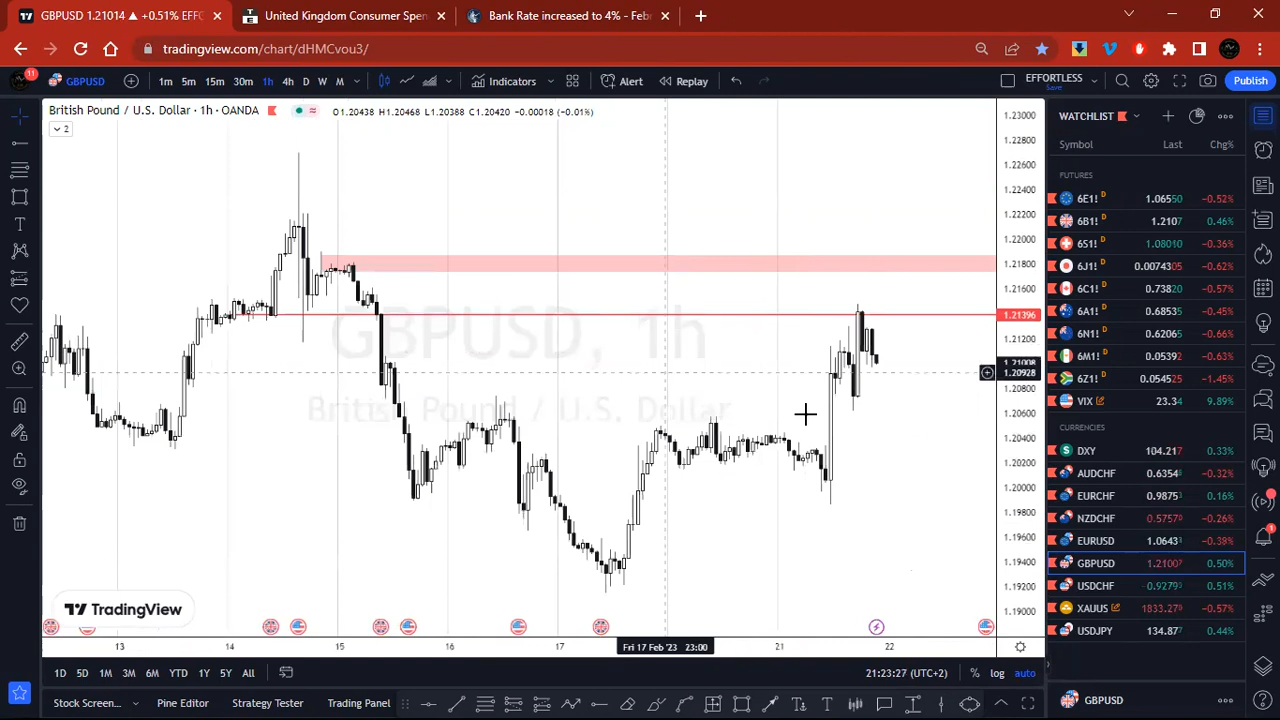 GBPUSD 1.21014 ▲ +0.51% EFFO
United Kingdom Consumer Spen
Bank Rate increased to 4% - Febr
tradingview.com/chart/dHMCvou3/
11 GBPUSD 1m 5m 15m 30m 1h 4h D W M Indicators Alert Replay EFFORTLESS Save Publish
British Pound / U.S. Dollar · 1h · OANDA O1.20438 H1.20468 L1.20388 C1.20420 -0.00018 (-0.01%)
2
GBPUSD, 1h
British Pound / U.S. Dollar
1.23000
1.22800
1.22600
1.22400
1.22200
1.22000
1.21800
1.21600
1.21396
1.21200
1.20928
1.20800
1.20600
1.20400
1.20200
1.20000
1.19800
1.19600
1.19400
1.19200
1.19000
TradingView
13 14 15 16 17 Fri 17 Feb '23 23:00 21 22
1D 5D 1M 3M 6M YTD 1Y 5Y All 21:23:27 (UTC+2) % log auto
Stock Screen... Pine Editor Strategy Tester Trading Panel
WATCHLIST
Symbol Last Chg%
FUTURES
6E1! D 1.06550 -0.52%
6B1! D 1.2107 0.46%
6S1! D 1.08010 -0.36%
6J1! D 0.0074305 -0.62%
6C1! D 0.73820 -0.57%
6A1! D 0.68535 -0.45%
6N1! D 0.62065 -0.66%
6M1! D 0.05392 -0.63%
6Z1! D 0.054525 -1.45%
VIX 23.34 9.89%
CURRENCIES
DXY 104.217 0.33%
AUDCHF 0.6354 -0.32%
EURCHF 0.9875 0.16%
NZDCHF 0.5757 -0.26%
EURUSD 1.0643 -0.39%
GBPUSD 1.2100 0.50%
USDCHF 0.9279 0.51%
XAUUS 1833.27 -0.57%
USDJPY 134.87 0.44%
GBPUSD
1